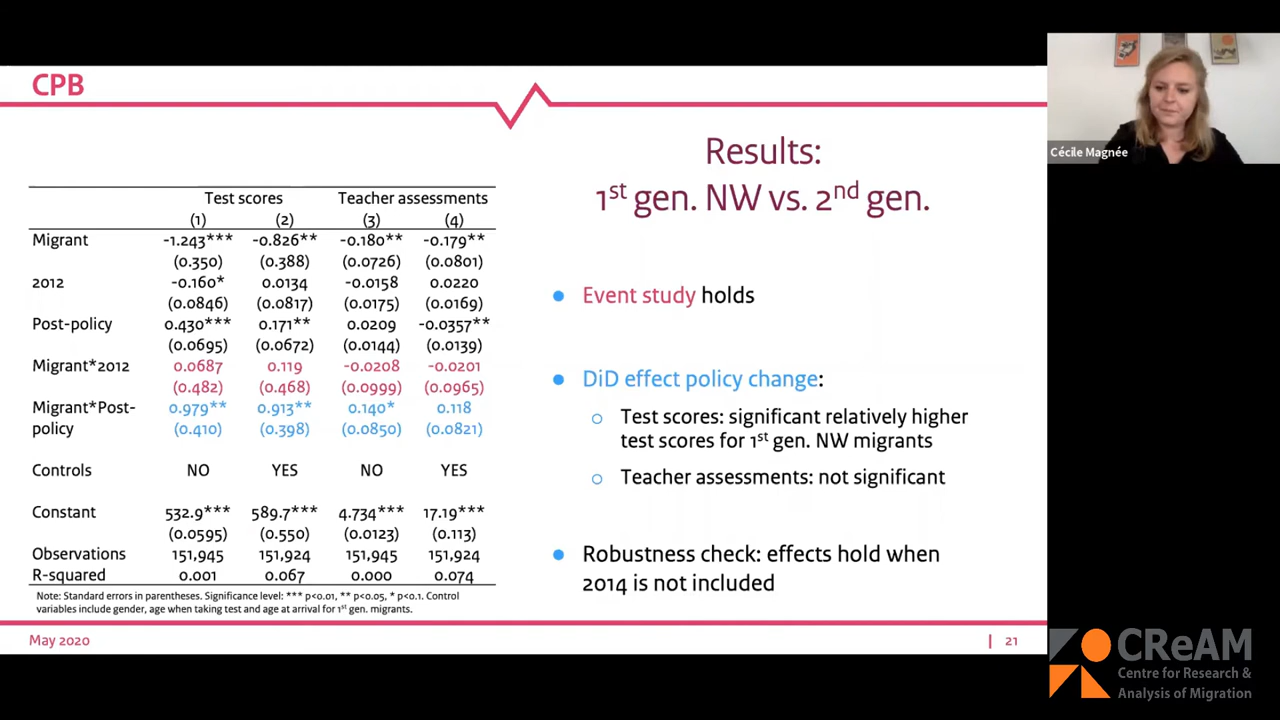 CPB
Results:
1st gen. NW vs. 2nd gen.
Test scores Teacher assessments
(1) (2) (3) (4)
Migrant -1.243*** -0.826** -0.180** -0.179**
(0.350) (0.388) (0.0726) (0.0801)
2012 -0.160* 0.0134 -0.0158 0.0220
(0.0846) (0.0817) (0.0175) (0.0169)
Post-policy 0.430*** 0.171** 0.0209 -0.0357**
(0.0695) (0.0672) (0.0144) (0.0139)
Migrant*2012 0.0687 0.119 -0.0208 -0.0201
(0.482) (0.468) (0.0999) (0.0965)
Migrant*Post- 0.979** 0.913** 0.140* 0.118
policy (0.410) (0.398) (0.0850) (0.0821)
Controls NO YES NO YES
Constant 532.9*** 589.7*** 4.734*** 17.19***
(0.0595) (0.550) (0.0123) (0.113)
Observations 151,945 151,924 151,945 151,924
R-squared 0.001 0.067 0.000 0.074
Note: Standard errors in parentheses. Significance level: *** p<0.01, ** p<0.05, * p<0.1. Control
variables include gender, age when taking test and age at arrival for 1st gen. migrants.
Event study holds
DiD effect policy change:
Test scores: significant relatively higher
test scores for 1st gen. NW migrants
Teacher assessments: not significant
Robustness check: effects hold when
2014 is not included
May 2020
| 21
Cécile Magnée
CReAM
Centre for Research &
Analysis of Migration